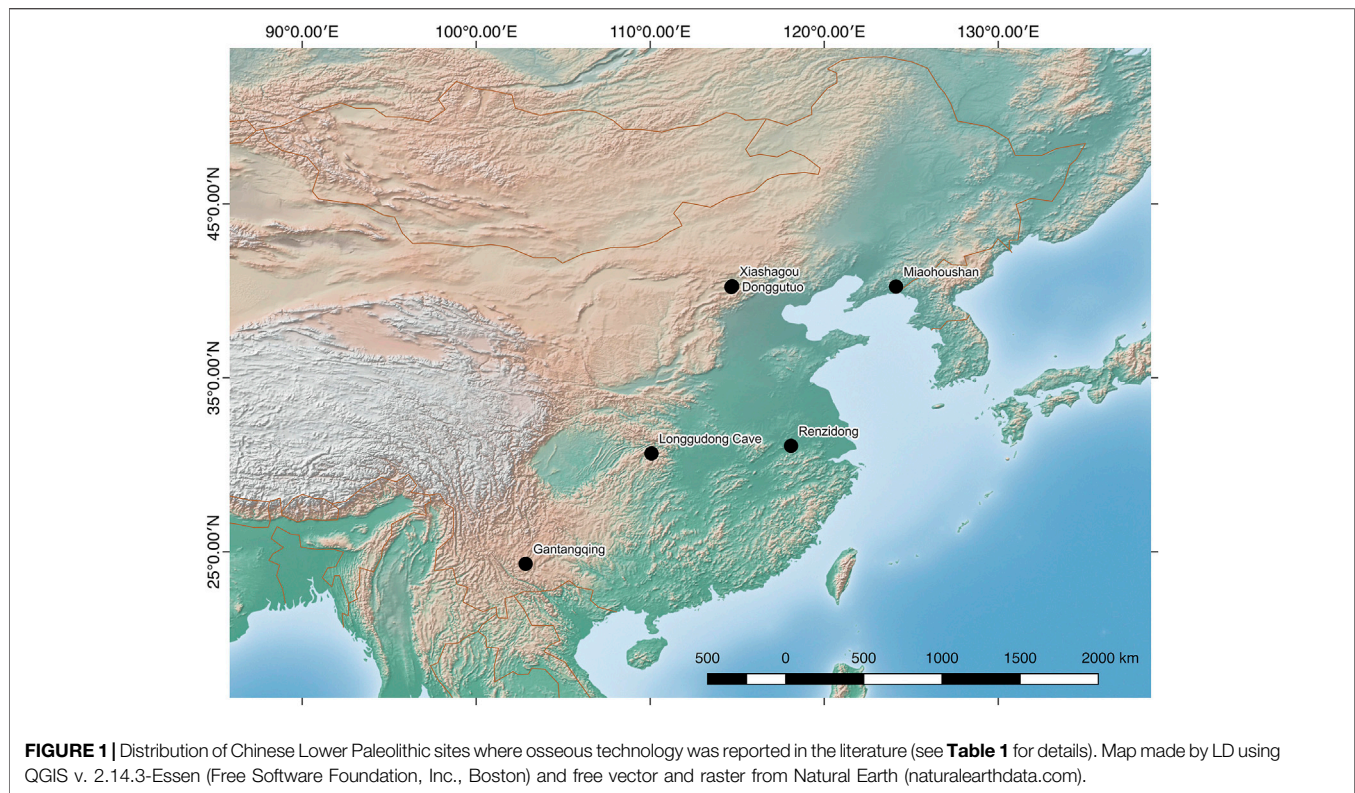 90°0.00′E 100°0.00′E 110°0.00′E 120°0.00′E 130°0.00′E
45°0.00′N
35°0.00′N
25°0.00′N
Xiashagou
Donggutuo
Miaohoushan
Longgudong Cave
Renzidong
Gantangqing
500 0 500 1000 1500 2000 km
FIGURE 1 | Distribution of Chinese Lower Paleolithic sites where osseous technology was reported in the literature (see Table 1 for details). Map made by LD using
QGIS v. 2.14.3-Essen (Free Software Foundation, Inc., Boston) and free vector and raster from Natural Earth (naturalearthdata.com).